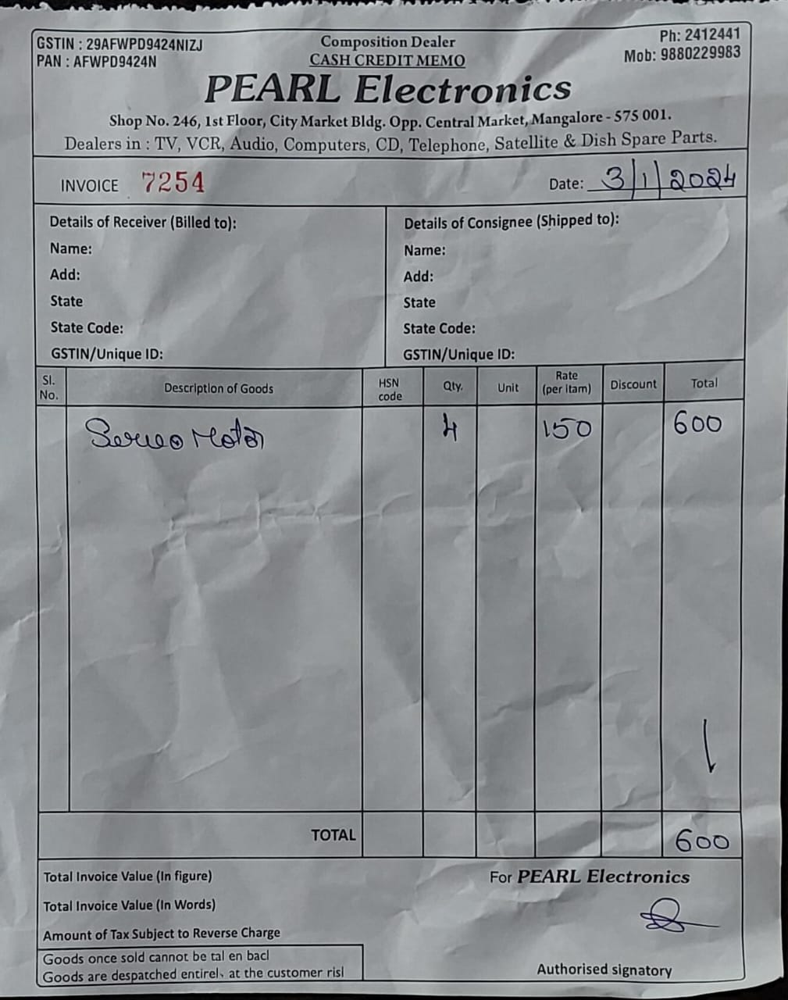 GSTIN : 29AFWPD9424NIZJ
PAN : AFWPD9424N
Composition Dealer
CASH CREDIT MEMO
Ph: 2412441
Mob: 9880229983
PEARL Electronics
Shop No. 246, 1st Floor, City Market Bldg. Opp. Central Market, Mangalore - 575 001.
Dealers in : TV, VCR, Audio, Computers, CD, Telephone, Satellite & Dish Spare Parts.
INVOICE 7254
Date: 3/1/2024
Details of Receiver (Billed to):
Name:
Add:
State
State Code:
GSTIN/Unique ID:
Details of Consignee (Shipped to):
Name:
Add:
State
State Code:
GSTIN/Unique ID:
Sl. No. Description of Goods HSN code Qty. Unit Rate (per itam) Discount Total
Servo Motor 4 150 600
TOTAL 600
Total Invoice Value (In figure)
Total Invoice Value (In Words)
Amount of Tax Subject to Reverse Charge
Goods once sold cannot be tal en bacl
Goods are despatched entirel, at the customer risl
For PEARL Electronics
Authorised signatory